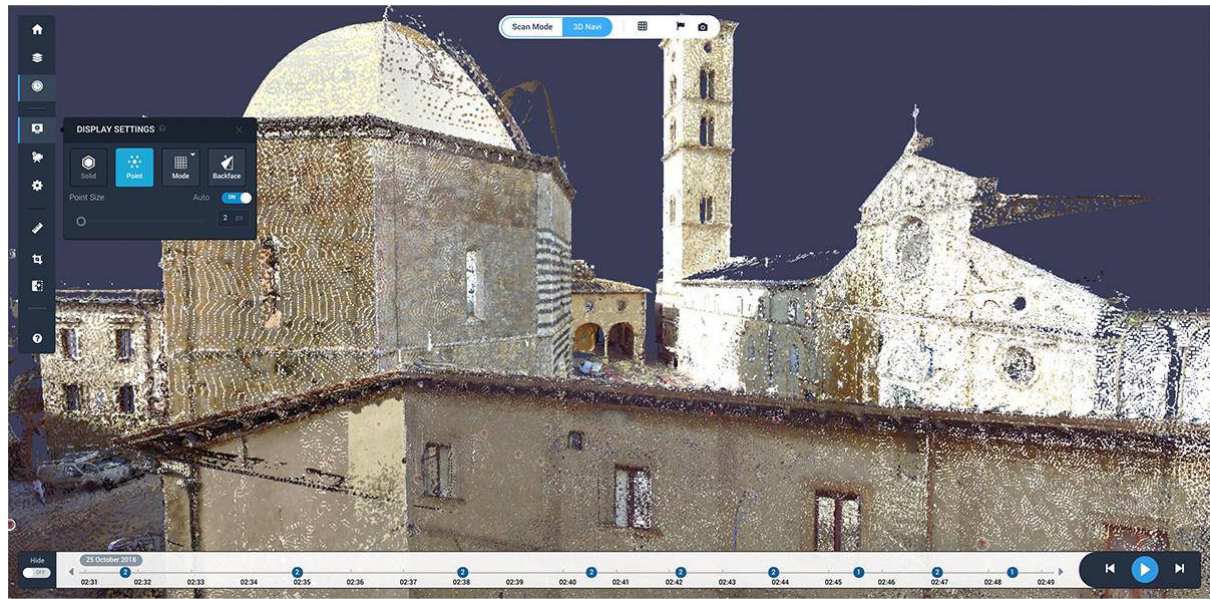 Scan Mode 3D Navi
DISPLAY SETTINGS
Solid Point Mode Backface
Point Size Auto ON
2 px
Hide
OFF
25 October 2018
2 2 2 2 2 2 1 2 1
02:31 02:32 02:33 02:34 02:35 02:36 02:37 02:38 02:39 02:40 02:41 02:42 02:43 02:44 02:45 02:46 02:47 02:48 02:49